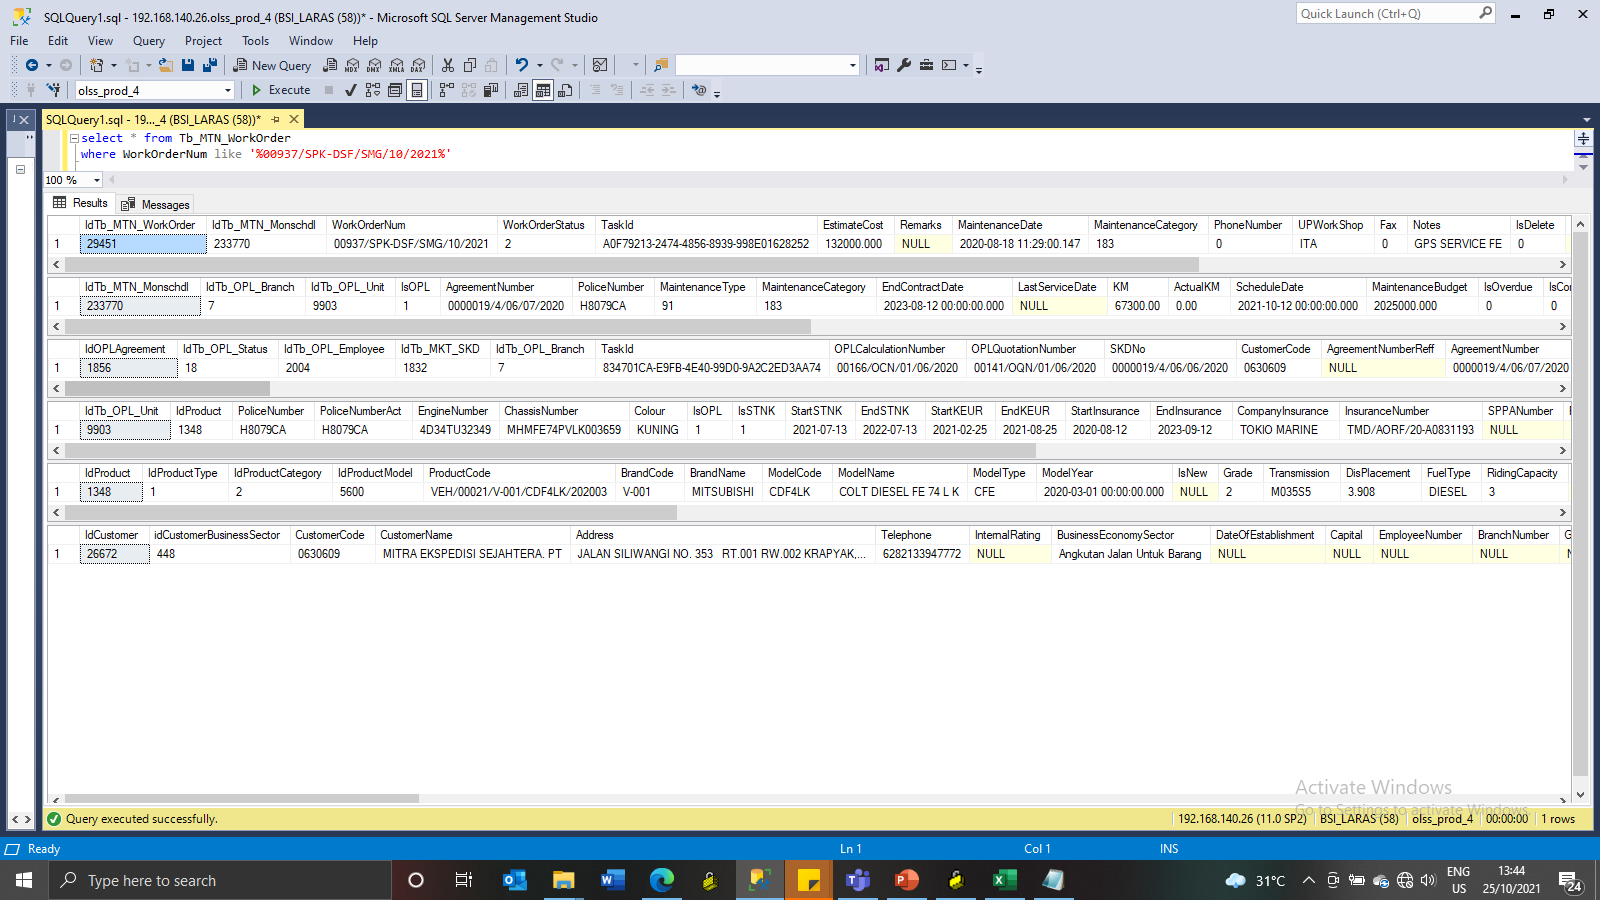 SQLQuery1.sql - 192.168.140.26.olss_prod_4 (BSI_LARAS (58))* - Microsoft SQL Server Management Studio
Quick Launch (Ctrl+Q)
File Edit View Query Project Tools Window Help
New Query MDX DMX XMLA DAX
olss_prod_4 Execute
SQLQuery1.sql - 19..._4 (BSI_LARAS (58))*
select * from Tb_MTN_WorkOrder
where WorkOrderNum like '%00937/SPK-DSF/SMG/10/2021%'
100 %
Results Messages
IdTb_MTN_WorkOrder IdTb_MTN_Monschdl WorkOrderNum WorkOrderStatus TaskId EstimateCost Remarks MaintenanceDate MaintenanceCategory PhoneNumber UPWorkShop Fax Notes IsDelete
1 29451 233770 00937/SPK-DSF/SMG/10/2021 2 A0F79213-2474-4856-8939-998E01628252 132000.000 NULL 2020-08-18 11:29:00.147 183 0 ITA 0 GPS SERVICE FE 0
IdTb_MTN_Monschdl IdTb_OPL_Branch IdTb_OPL_Unit IsOPL AgreementNumber PoliceNumber MaintenanceType MaintenanceCategory EndContractDate LastServiceDate KM ActualKM ScheduleDate MaintenanceBudget IsOverdue IsCo
1 233770 7 9903 1 0000019/4/06/07/2020 H8079CA 91 183 2023-08-12 00:00:00.000 NULL 67300.00 0.00 2021-10-12 00:00:00.000 2025000.000 0 0
IdOPLAgreement IdTb_OPL_Status IdTb_OPL_Employee IdTb_MKT_SKD IdTb_OPL_Branch TaskId OPLCalculationNumber OPLQuotationNumber SKDNo CustomerCode AgreementNumberReff AgreementNumber
1 1856 18 2004 1832 7 834701CA-E9FB-4E40-99D0-9A2C2ED3AA74 00166/OCN/01/06/2020 00141/OQN/01/06/2020 0000019/4/06/06/2020 0630609 NULL 0000019/4/06/07/2020
IdTb_OPL_Unit IdProduct PoliceNumber PoliceNumberAct EngineNumber ChassisNumber Colour IsOPL IsSTNK StartSTNK EndSTNK StartKEUR EndKEUR StartInsurance EndInsurance CompanyInsurance InsuranceNumber SPPANumber
1 9903 1348 H8079CA H8079CA 4D34TU32349 MHMFE74PVLK003659 KUNING 1 1 2021-07-13 2022-07-13 2021-02-25 2021-08-25 2020-08-12 2023-09-12 TOKIO MARINE TMD/AORF/20-A0831193 NULL
IdProduct IdProductType IdProductCategory IdProductModel ProductCode BrandCode BrandName ModelCode ModelName ModelType ModelYear IsNew Grade Transmission DisPlacement FuelType RidingCapacity
1 1348 1 2 5600 VEH/00021/V-001/CDF4LK/202003 V-001 MITSUBISHI CDF4LK COLT DIESEL FE 74 L K CFE 2020-03-01 00:00:00.000 NULL 2 M035S5 3.908 DIESEL 3
IdCustomer idCustomerBusinessSector CustomerCode CustomerName Address Telephone InternalRating BusinessEconomySector DateOfEstablishment Capital EmployeeNumber BranchNumber G
1 26672 448 0630609 MITRA EKSPEDISI SEJAHTERA. PT JALAN SILIWANGI NO. 353 RT.001 RW.002 KRAPYAK,... 6282133947772 NULL Angkutan Jalan Untuk Barang NULL NULL NULL NULL
Activate Windows
Go to Settings to activate Windows.
Query executed successfully. 192.168.140.26 (11.0 SP2) BSI_LARAS (58) olss_prod_4 00:00:00 1 rows
Ready Ln 1 Col 1 INS
Type here to search 31°C ENG US 13:44 25/10/2021 24